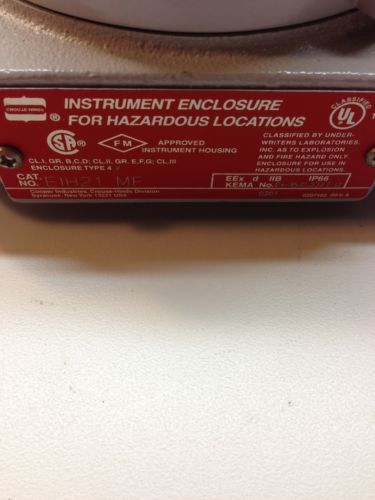 CROUSE-HINDS
®
INSTRUMENT ENCLOSURE
FOR HAZARDOUS LOCATIONS
CLASSIFIED
UL
®
SA
®
FM
APPROVED
INSTRUMENT HOUSING
CLASSIFIED BY UNDER-
WRITERS LABORATORIES,
INC. AS TO EXPLOSION
AND FIRE HAZARD ONLY.
ENCLOSURE FOR USE IN
HAZARDOUS LOCATIONS
CL.I, GR. B,C,D; CL.II, GR. E,F,G; CL.III
ENCLOSURE TYPE 4
CAT.
NO. EIH21 MF
Cooper Industries, Crouse-Hinds Division
Syracuse, New York 13221 USA
EEx d IIB IP66
KEMA No.